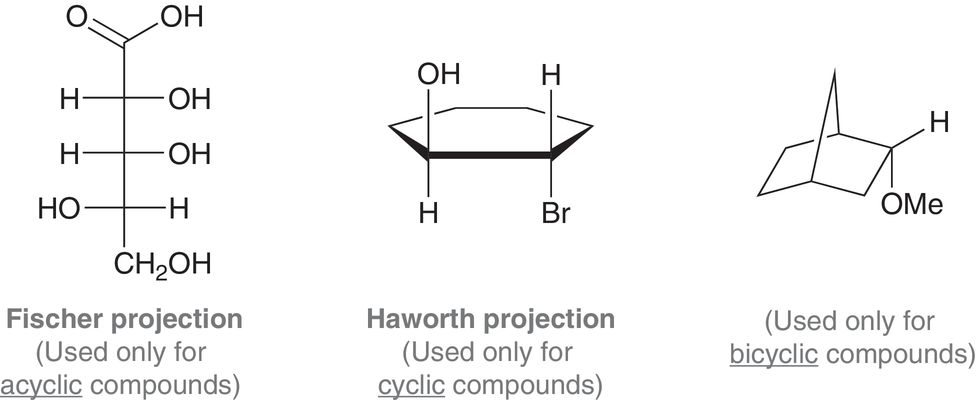 O OH
H OH
H OH
HO H
CH₂OH
Fischer projection
(Used only for
acyclic compounds)
OH H
H Br
Haworth projection
(Used only for
cyclic compounds)
H
OMe
(Used only for
bicyclic compounds)